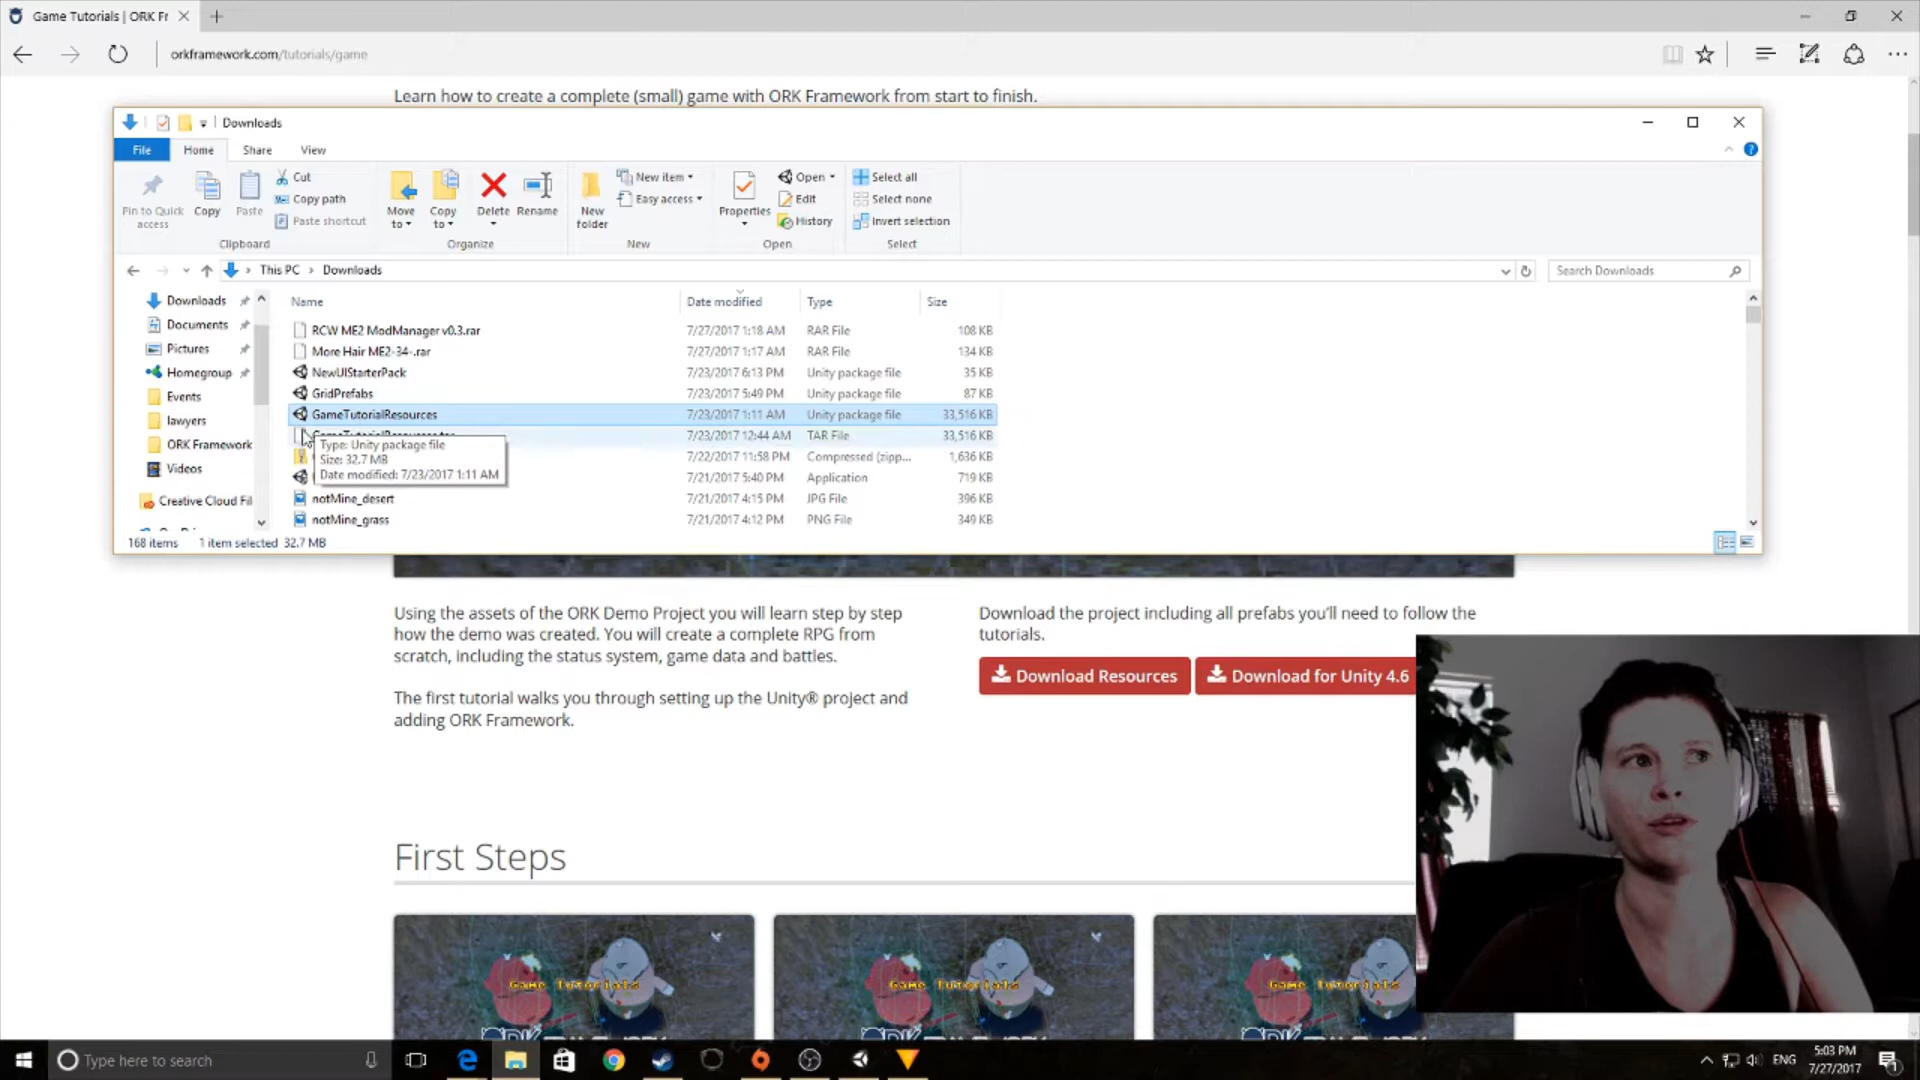 Game Tutorials | ORK Fr
orkframework.com/tutorials/game
Learn how to create a complete (small) game with ORK Framework from start to finish.
Downloads
File Home Share View
Pin to Quick access
Copy
Paste
Cut
Copy path
Paste shortcut
Clipboard
Move to
Copy to
Delete
Rename
Organize
New folder
New item
Easy access
New
Properties
Open
Edit
History
Open
Select all
Select none
Invert selection
Select
This PC > Downloads
Search Downloads
Downloads
Documents
Pictures
Homegroup
Events
lawyers
ORK Framework
Videos
Creative Cloud Fil
Name Date modified Type Size
RCW ME2 ModManager v0.3.rar 7/27/2017 1:18 AM RAR File 108 KB
More Hair ME2-34-.rar 7/27/2017 1:17 AM RAR File 134 KB
NewUIStarterPack 7/23/2017 6:13 PM Unity package file 35 KB
GridPrefabs 7/23/2017 5:49 PM Unity package file 87 KB
GameTutorialResources 7/23/2017 1:11 AM Unity package file 33,516 KB
7/23/2017 12:44 AM TAR File 33,516 KB
7/22/2017 11:58 PM Compressed (zipp... 1,636 KB
7/21/2017 5:40 PM Application 719 KB
notMine_desert 7/21/2017 4:15 PM JPG File 396 KB
notMine_grass 7/21/2017 4:12 PM PNG File 349 KB
Type: Unity package file
Size: 32.7 MB
Date modified: 7/23/2017 1:11 AM
168 items 1 item selected 32.7 MB
Using the assets of the ORK Demo Project you will learn step by step
how the demo was created. You will create a complete RPG from
scratch, including the status system, game data and battles.
The first tutorial walks you through setting up the Unity® project and
adding ORK Framework.
Download the project including all prefabs you'll need to follow the
tutorials.
Download Resources
Download for Unity 4.6
First Steps
Game Tutorials
Game Tutorials
Game Tutorials
Type here to search
ENG
5:03 PM
7/27/2017